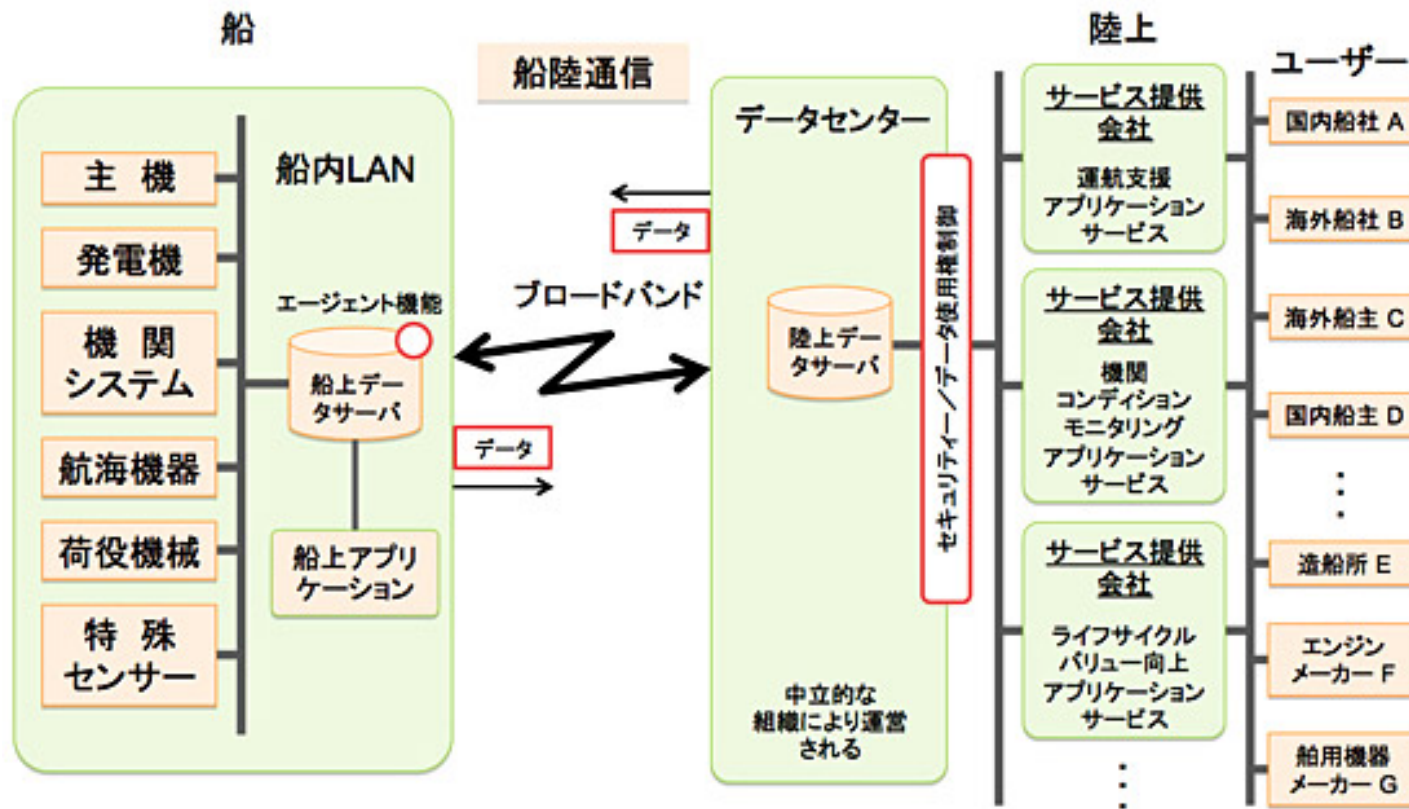 船
船陸通信
陸上
ユーザー
主 機
発電機
機 関
システム
航海機器
荷役機械
特 殊
センサー
船内LAN
エージェント機能
船上デー
タサーバ
船上アプリ
ケーション
データ
ブロードバンド
データ
データセンター
陸上デー
タサーバ
中立的な
組織により運営
される
セキュリティー／データ使用権制御
サービス提供
会社
運航支援
アプリケーション
サービス
サービス提供
会社
機関
コンディション
モニタリング
アプリケーション
サービス
サービス提供
会社
ライフサイクル
バリュー向上
アプリケーション
サービス
国内船社 A
海外船社 B
海外船主 C
国内船主 D
造船所 E
エンジン
メーカー F
舶用機器
メーカー G